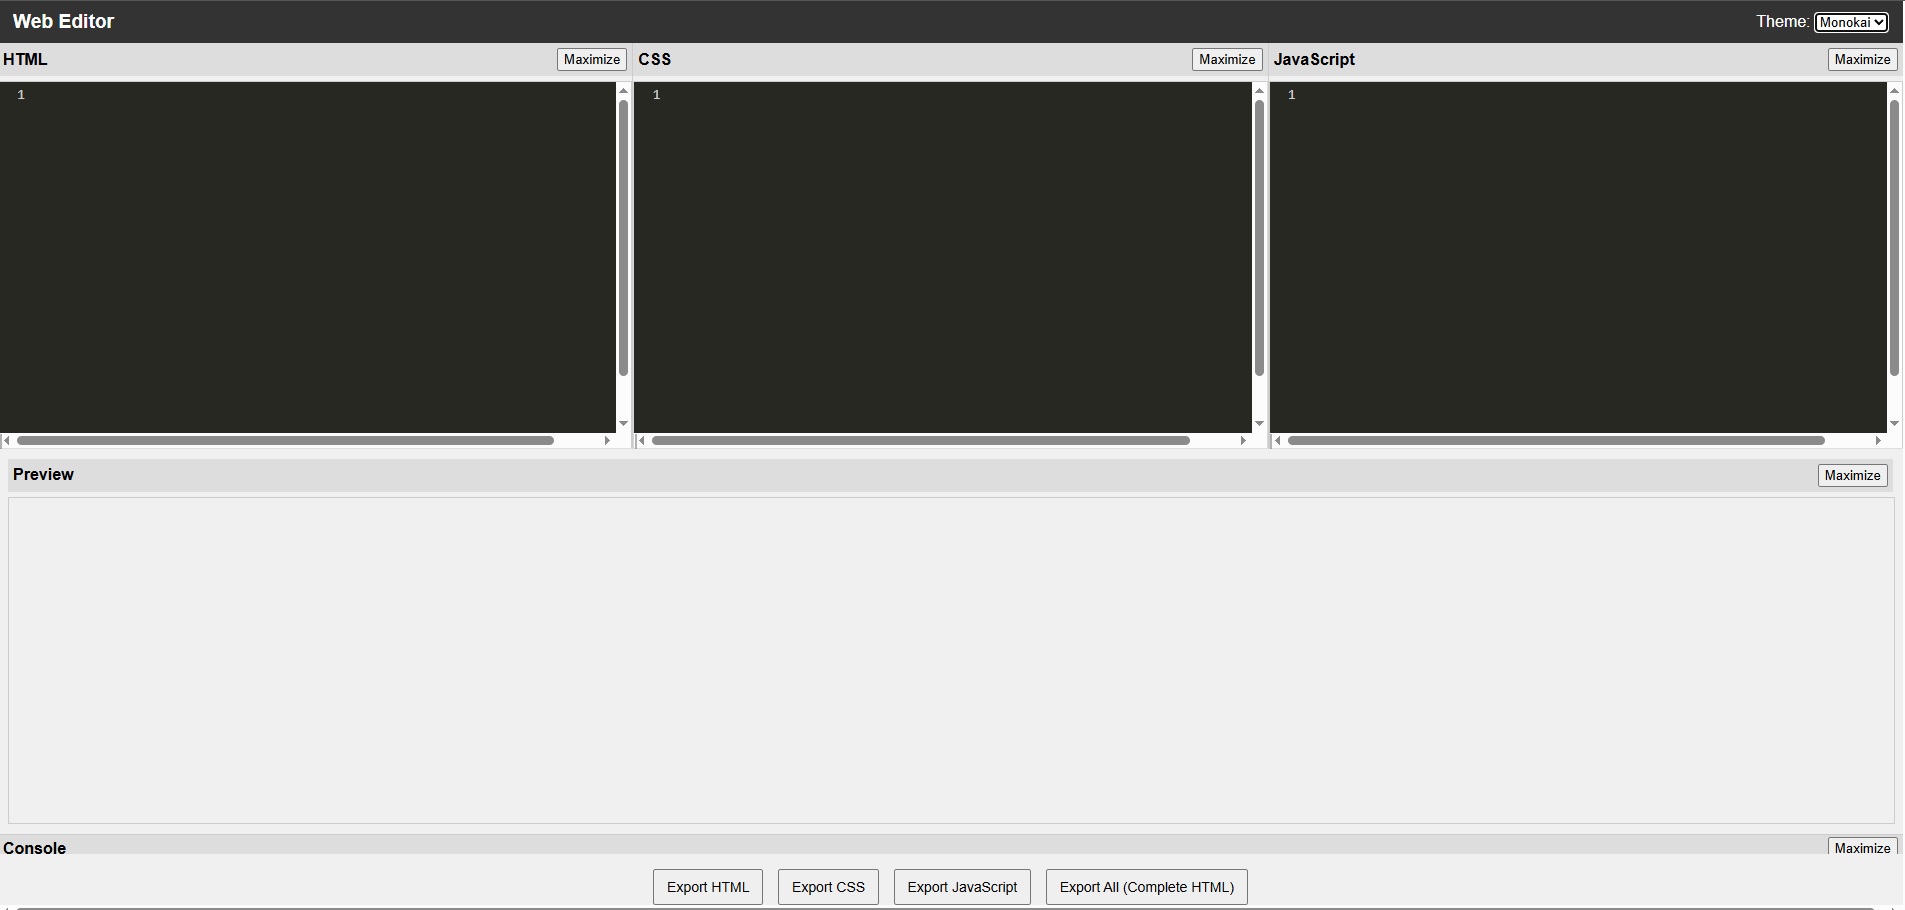 Web Editor
Theme: Monokai
HTML Maximize
CSS Maximize
JavaScript Maximize
1
1
1
Preview Maximize
Console Maximize
Export HTML
Export CSS
Export JavaScript
Export All (Complete HTML)